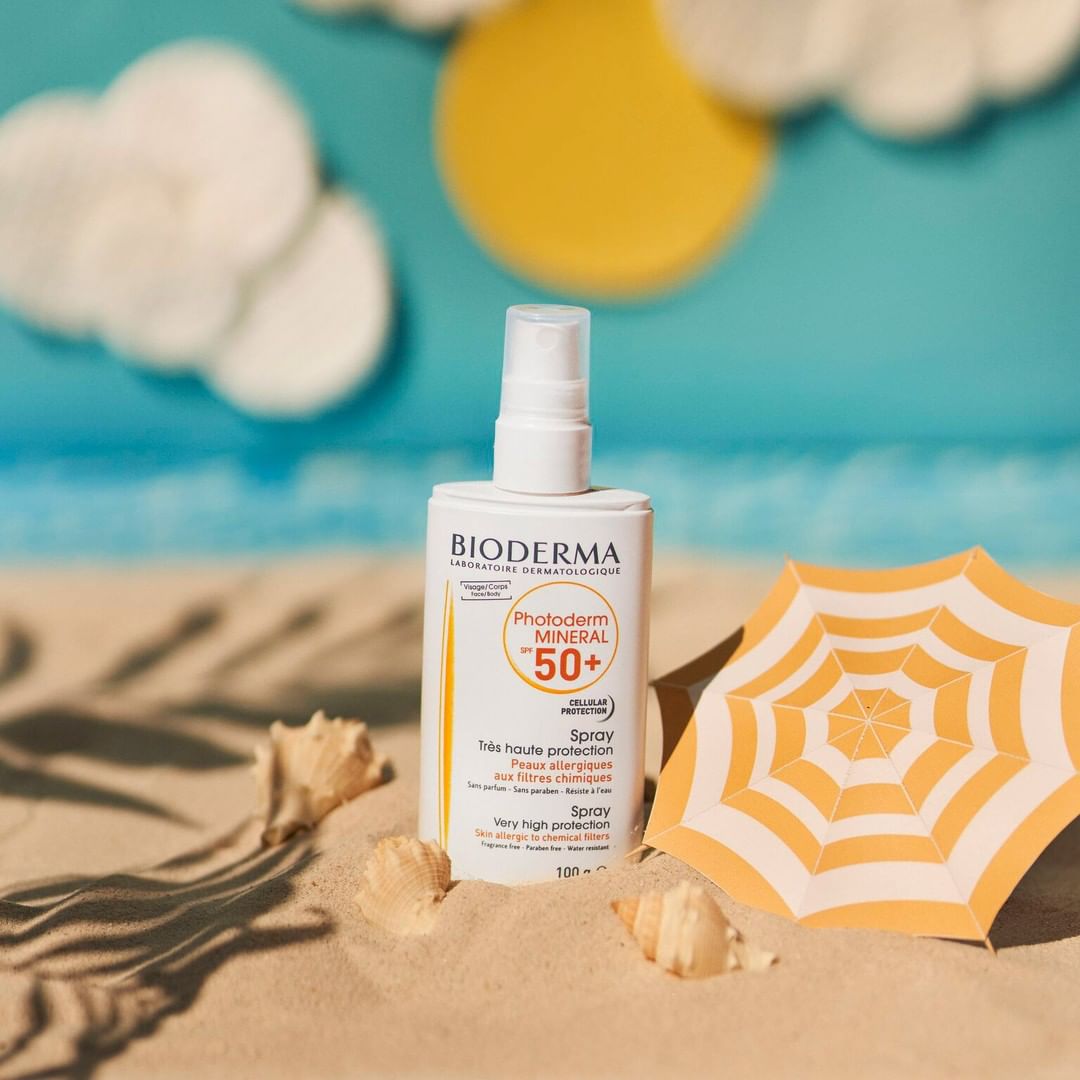 BIODERMA
LABORATOIRE DERMATOLOGIQUE
Visage/Corps
Face/Body
Photoderm
MINERAL
SPF 50+
CELLULAR
PROTECTION
Spray
Très haute protection
Peaux allergiques
aux filtres chimiques
Sans parfum - Sans paraben - Résiste à l'eau
Spray
Very high protection
Skin allergic to chemical filters
Fragrance free - Paraben free - Water resistant
100 g